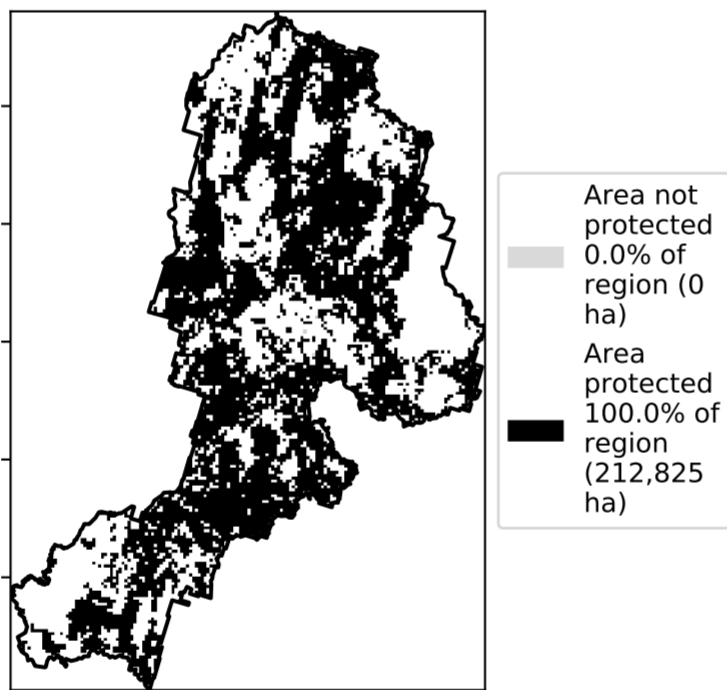 Area not
protected
0.0% of
region (0
ha)
Area
protected
100.0% of
region
(212,825
ha)